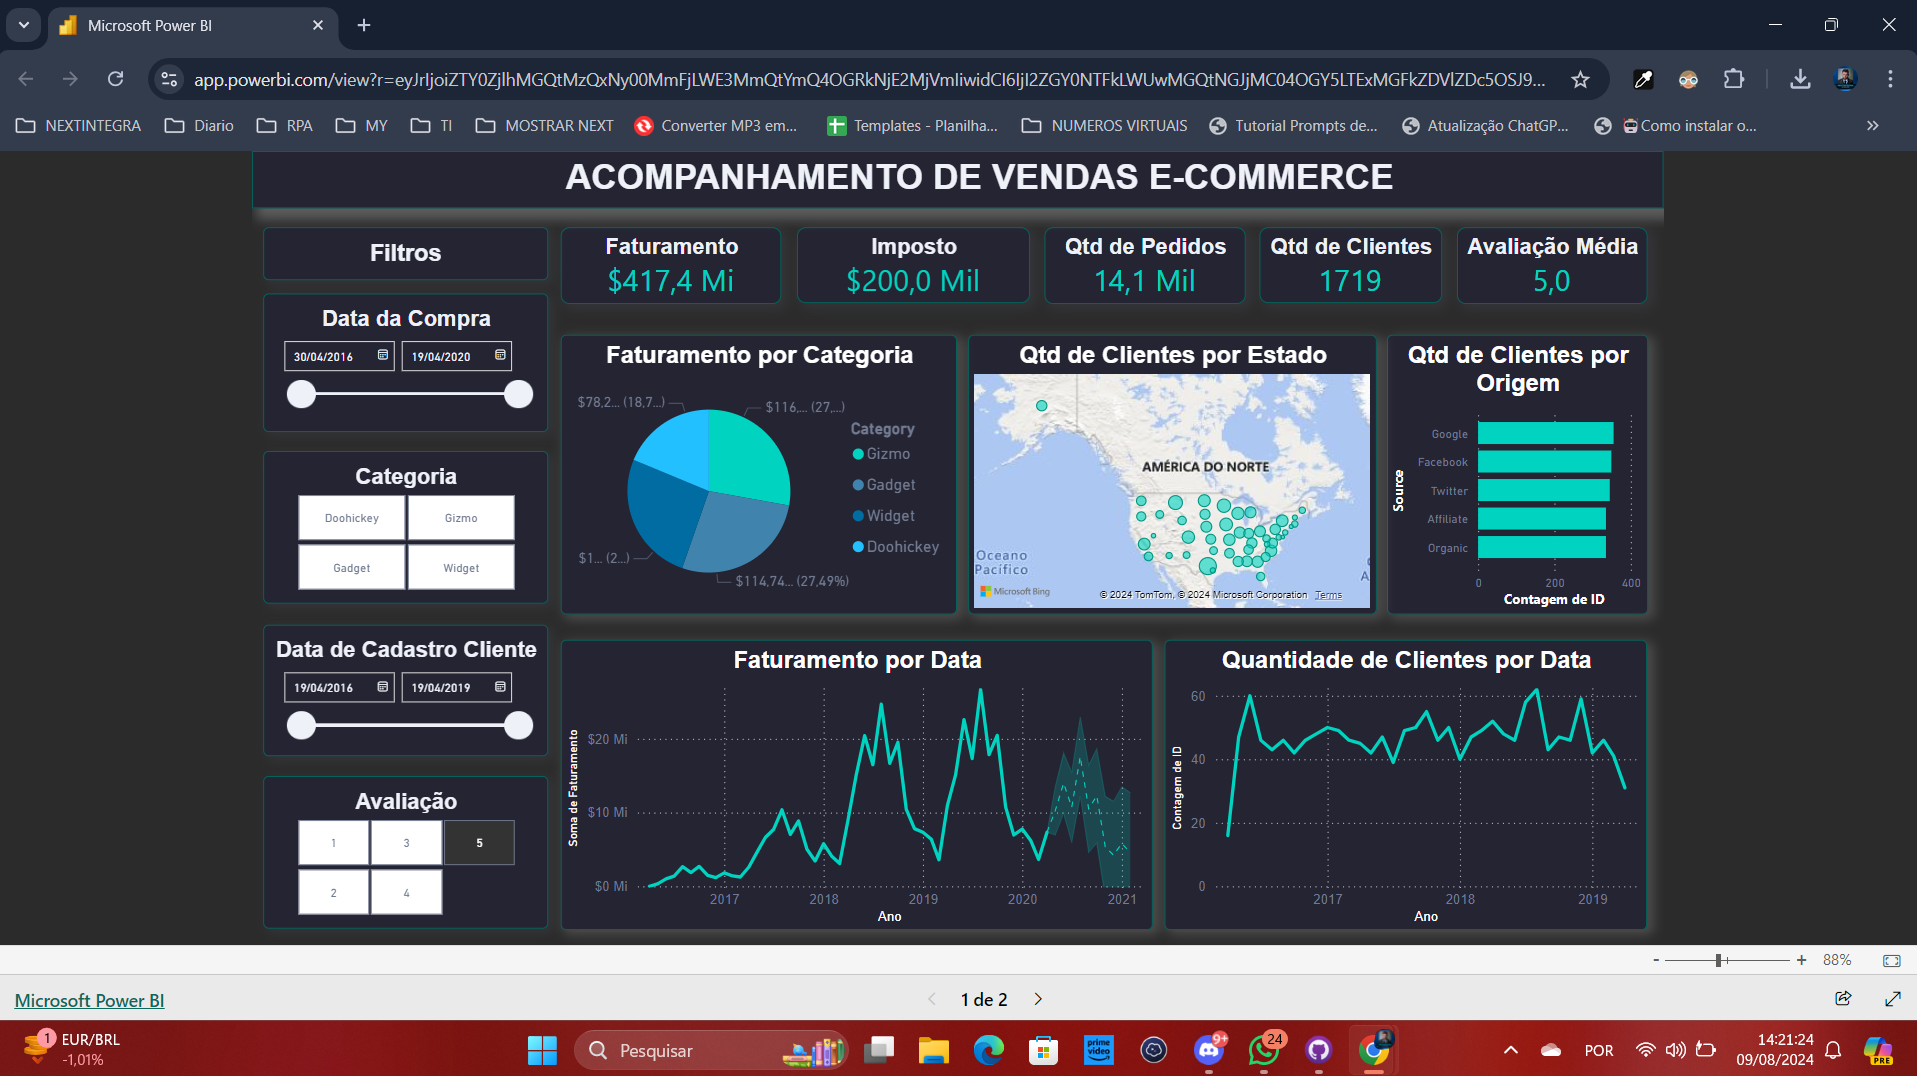 Microsoft Power BI
app.powerbi.com/view?r=eyJrIjoiZTY0ZjlhMGQtMzQxNy00MmFjLWE3MmQtYmQ4OGRkNjE2MjVmIiwidCI6IjI2ZGY0NTFkLWUwMGQtNGJjMC04OGY5LTExMGFkZDVlZDc5OSJ9...
NEXTINTEGRA
Diario
RPA
MY
TI
MOSTRAR NEXT
Converter MP3 em...
Templates - Planilha...
NUMEROS VIRTUAIS
Tutorial Prompts de...
Atualização ChatGP...
Como instalar o...
ACOMPANHAMENTO DE VENDAS E-COMMERCE
Filtros
Data da Compra
30/04/2016
19/04/2020
Categoria
Doohickey
Gizmo
Gadget
Widget
Data de Cadastro Cliente
19/04/2016
19/04/2019
Avaliação
1
3
5
2
4
Faturamento
$417,4 Mi
Imposto
$200,0 Mil
Qtd de Pedidos
14,1 Mil
Qtd de Clientes
1719
Avaliação Média
5,0
Faturamento por Categoria
$78,2... (18,7...)
$116,... (27,...)
$1... (2...)
$114,74... (27,49%)
Category
Gizmo
Gadget
Widget
Doohickey
Qtd de Clientes por Estado
AMÉRICA DO NORTE
Oceano
Pacífico
A
Microsoft Bing
© 2024 TomTom, © 2024 Microsoft Corporation
Terms
Qtd de Clientes por
Origem
Source
Google
Facebook
Twitter
Affiliate
Organic
0
200
400
Contagem de ID
Faturamento por Data
Soma de Faturamento
$20 Mi
$10 Mi
$0 Mi
2017
2018
2019
2020
2021
Ano
Quantidade de Clientes por Data
Contagem de ID
60
40
20
0
2017
2018
2019
Ano
-
+
88%
Microsoft Power BI
1 de 2
1
EUR/BRL
-1,01%
Pesquisar
prime
video
9+
24
POR
14:21:24
09/08/2024
PRE